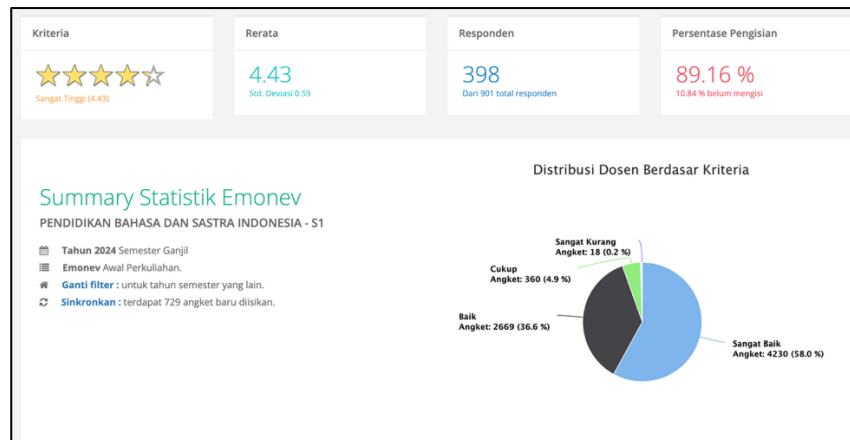 Kriteria
Sangat Tinggi (4.43)
Rerata
4.43
Std. Deviasi 0.59
Responden
398
Dari 901 total responden
Persentase Pengisian
89.16 %
10.84 % belum mengisi
Summary Statistik Emonev
PENDIDIKAN BAHASA DAN SASTRA INDONESIA - S1
Tahun 2024 Semester Ganjil
Emonev Awal Perkuliahan.
Ganti filter : untuk tahun semester yang lain.
Sinkronkan : terdapat 729 angket baru diisikan.
Distribusi Dosen Berdasar Kriteria
Sangat Kurang
Angket: 18 (0.2 %)
Cukup
Angket: 360 (4.9 %)
Baik
Angket: 2669 (36.6 %)
Sangat Baik
Angket: 4230 (58.0 %)